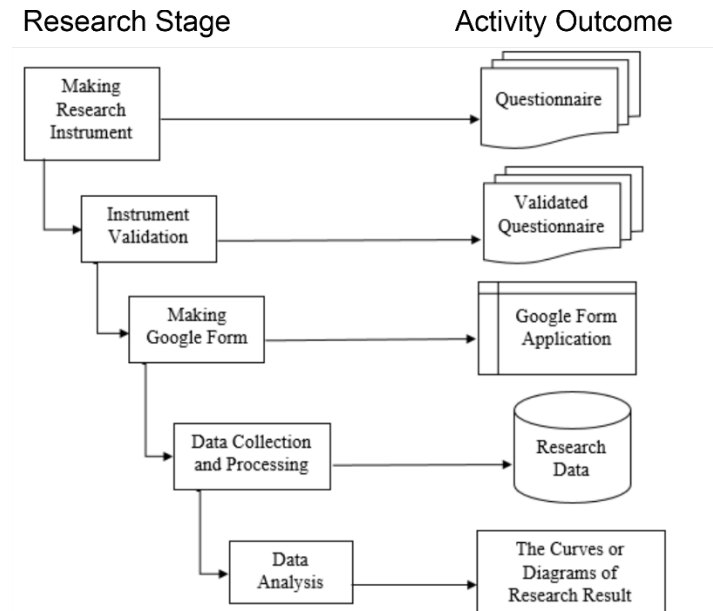 Research Stage
Activity Outcome
Making
Research
Instrument
Questionnaire
Instrument
Validation
Validated
Questionnaire
Making
Google Form
Google Form
Application
Data Collection
and Processing
Research
Data
Data
Analysis
The Curves or
Diagrams of
Research Result